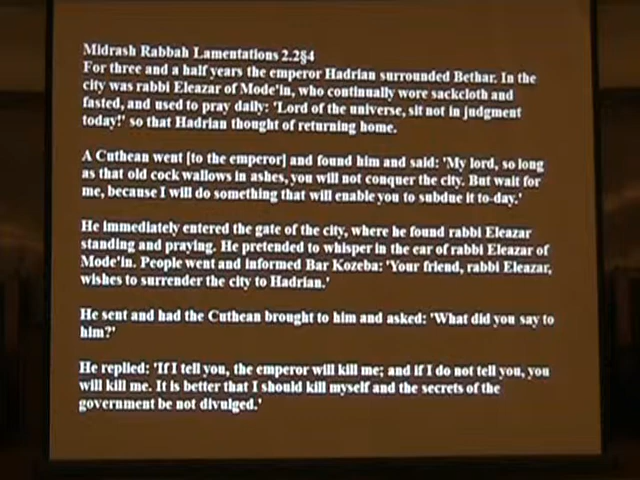 Midrash Rabbah Lamentations 2.2§4
For three and a half years the emperor Hadrian surrounded Bethar. In the
city was rabbi Eleazar of Mode'in, who continually wore sackcloth and
fasted, and used to pray daily: 'Lord of the universe, sit not in judgment
today!' so that Hadrian thought of returning home.
A Cuthean went [to the emperor] and found him and said: 'My lord, so long
as that old cock wallows in ashes, you will not conquer the city. But wait for
me, because I will do something that will enable you to subdue it to-day.'
He immediately entered the gate of the city, where he found rabbi Eleazar
standing and praying. He pretended to whisper in the ear of rabbi Eleazar of
Mode'in. People went and informed Bar Kozeba: 'Your friend, rabbi Eleazar,
wishes to surrender the city to Hadrian.'
He sent and had the Cuthean brought to him and asked: 'What did you say to
him?'
He replied: 'If I tell you, the emperor will kill me; and if I do not tell you, you
will kill me. It is better that I should kill myself and the secrets of the
government be not divulged.'